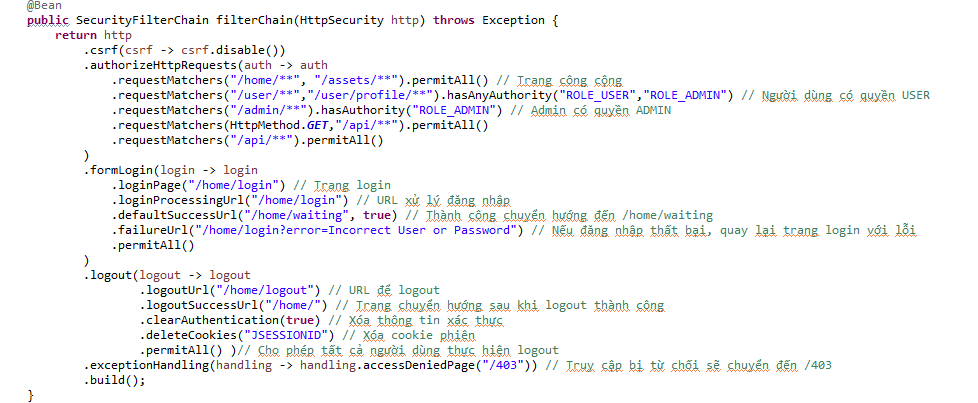 @Bean
public SecurityFilterChain filterChain(HttpSecurity http) throws Exception {
    return http
        .csrf(csrf -> csrf.disable())
        .authorizeHttpRequests(auth -> auth
            .requestMatchers("/home/**", "/assets/**").permitAll() // Trang công cộng
            .requestMatchers("/user/**","/user/profile/**").hasAnyAuthority("ROLE_USER","ROLE_ADMIN") // Người dùng có quyền USER
            .requestMatchers("/admin/**").hasAuthority("ROLE_ADMIN") // Admin có quyền ADMIN
            .requestMatchers(HttpMethod.GET,"/api/**").permitAll()
            .requestMatchers("/api/**").permitAll()
        )
        .formLogin(login -> login
            .loginPage("/home/login") // Trang login
            .loginProcessingUrl("/home/login") // URL xử lý đăng nhập
            .defaultSuccessUrl("/home/waiting", true) // Thành công chuyển hướng đến /home/waiting
            .failureUrl("/home/login?error=Incorrect User or Password") // Nếu đăng nhập thất bại, quay lại trang login với lỗi
            .permitAll()
        )
        .logout(logout -> logout
                .logoutUrl("/home/logout") // URL để logout
                .logoutSuccessUrl("/home/") // Trang chuyển hướng sau khi logout thành công
                .clearAuthentication(true) // Xóa thông tin xác thực
                .deleteCookies("JSESSIONID") // Xóa cookie phiên
                .permitAll() )// Cho phép tất cả người dùng thực hiện logout
        .exceptionHandling(handling -> handling.accessDeniedPage("/403")) // Truy cập bị từ chối sẽ chuyển đến /403
        .build();
}